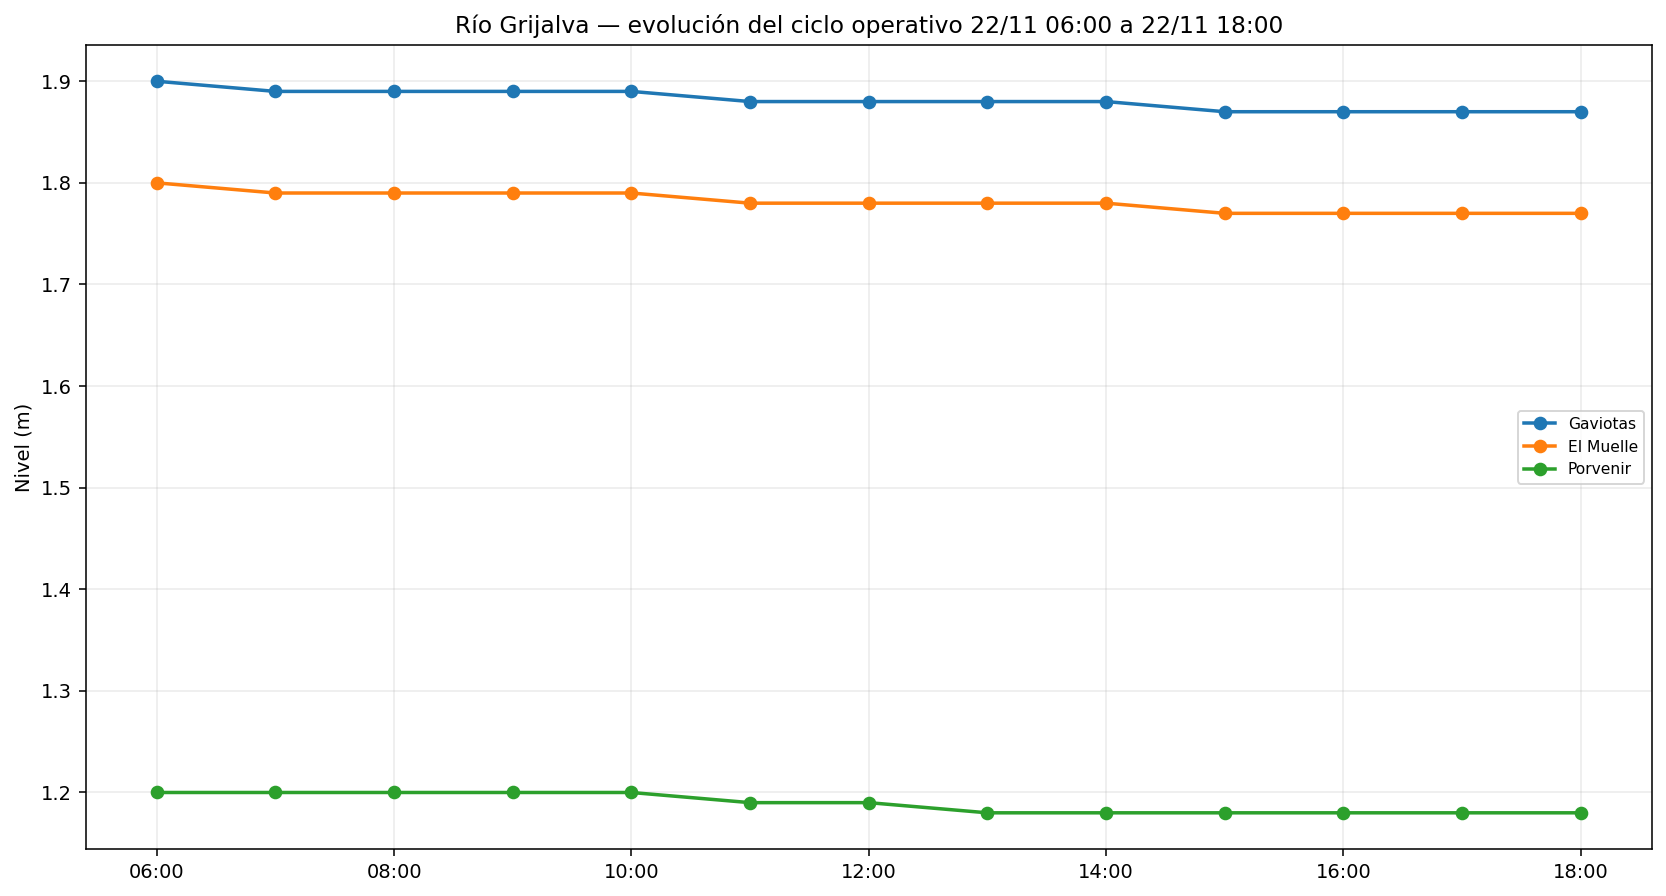 Río Grijalva — evolución del ciclo operativo 22/11 06:00 a 22/11 18:00
Nivel (m)
1.9
1.8
1.7
1.6
1.5
1.4
1.3
1.2
Gaviotas
El Muelle
Porvenir
06:00 08:00 10:00 12:00 14:00 16:00 18:00